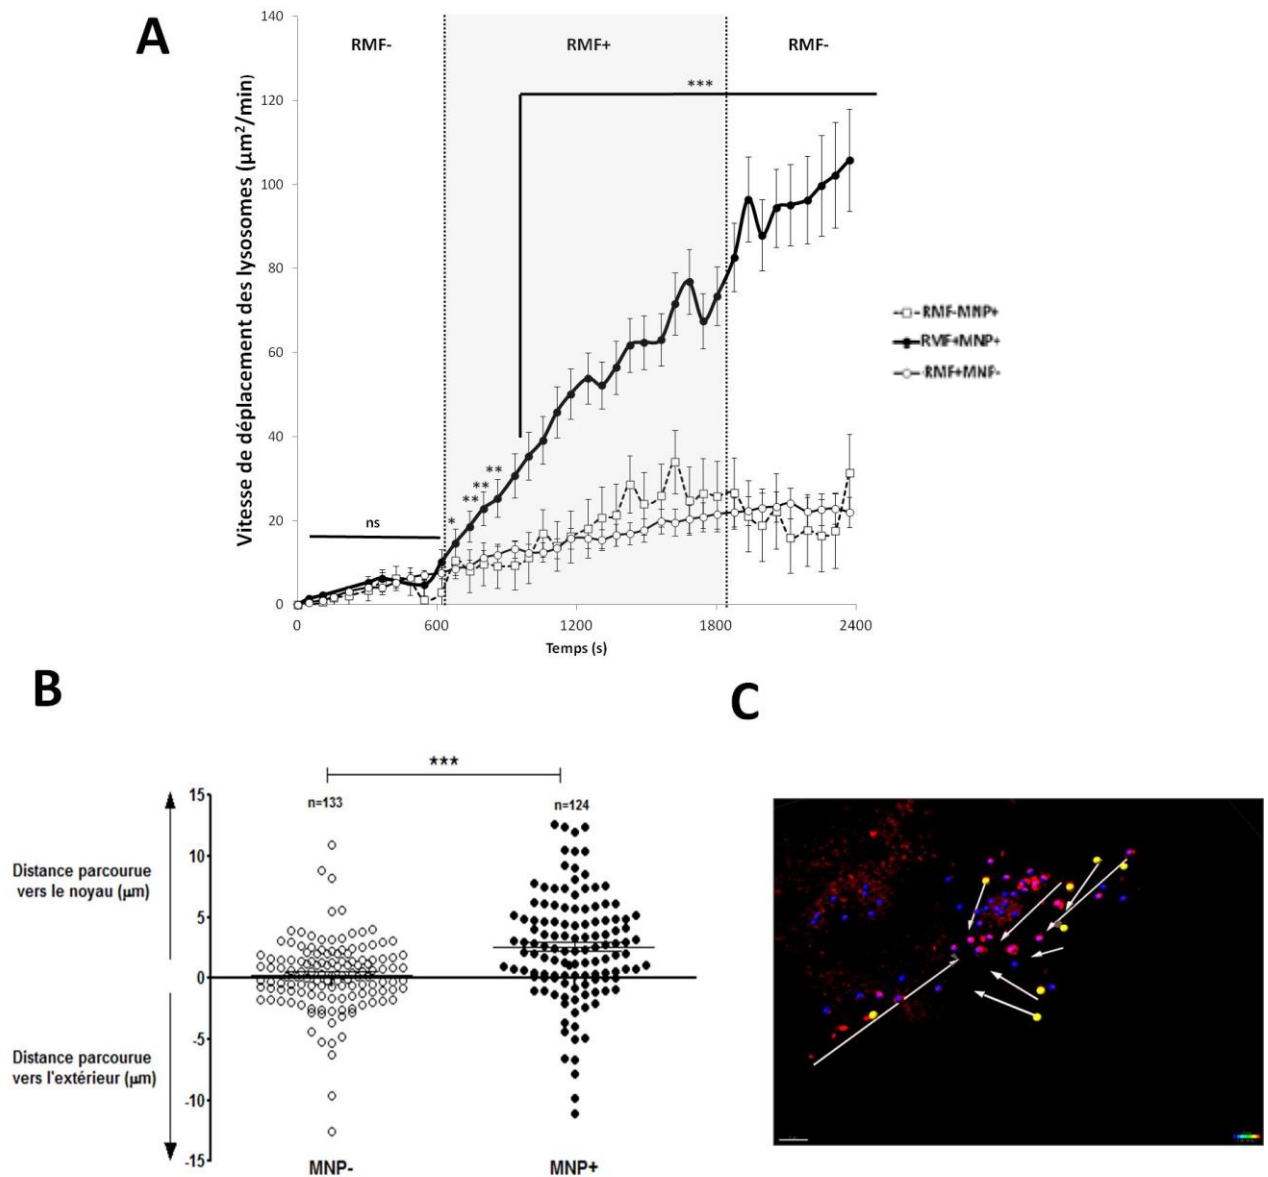 A
140
RMF-
RMF+
RMF-
***
120
100
80
60
40
20
0
Vitesse de déplacement des lysosomes (μm²/min)
**
**
**
*
ns
0
600
1200
1800
2400
Temps (s)
RMF-MNP+
RMF+MNP+
RMF+MNP-
B
C
***
n=133
n=124
15
10
5
0
-5
-10
-15
Distance parcourue
vers le noyau (μm)
Distance parcourue
vers l'extérieur (μm)
MNP-
MNP+